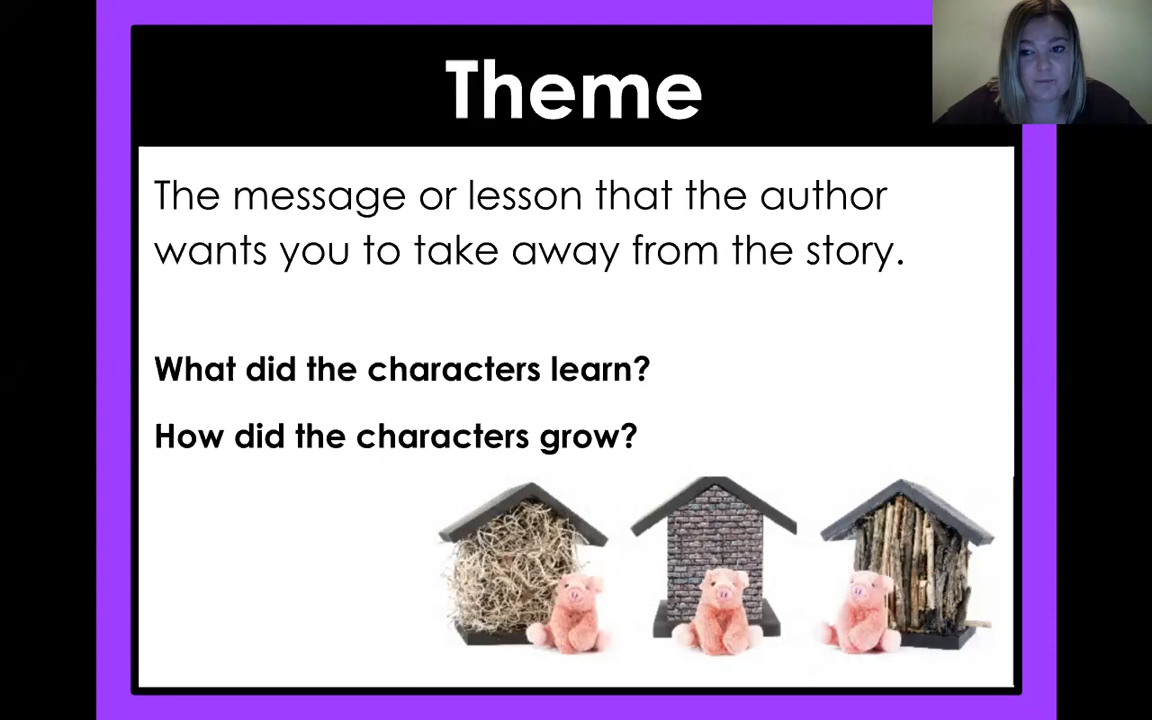 Theme
The message or lesson that the author
wants you to take away from the story.
What did the characters learn?
How did the characters grow?